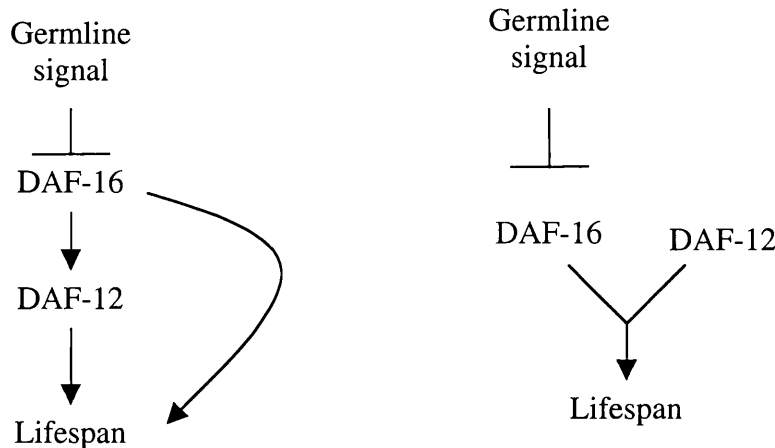 Germline
signal
DAF-16
DAF-12
Lifespan
Germline
signal
DAF-16
DAF-12
Lifespan